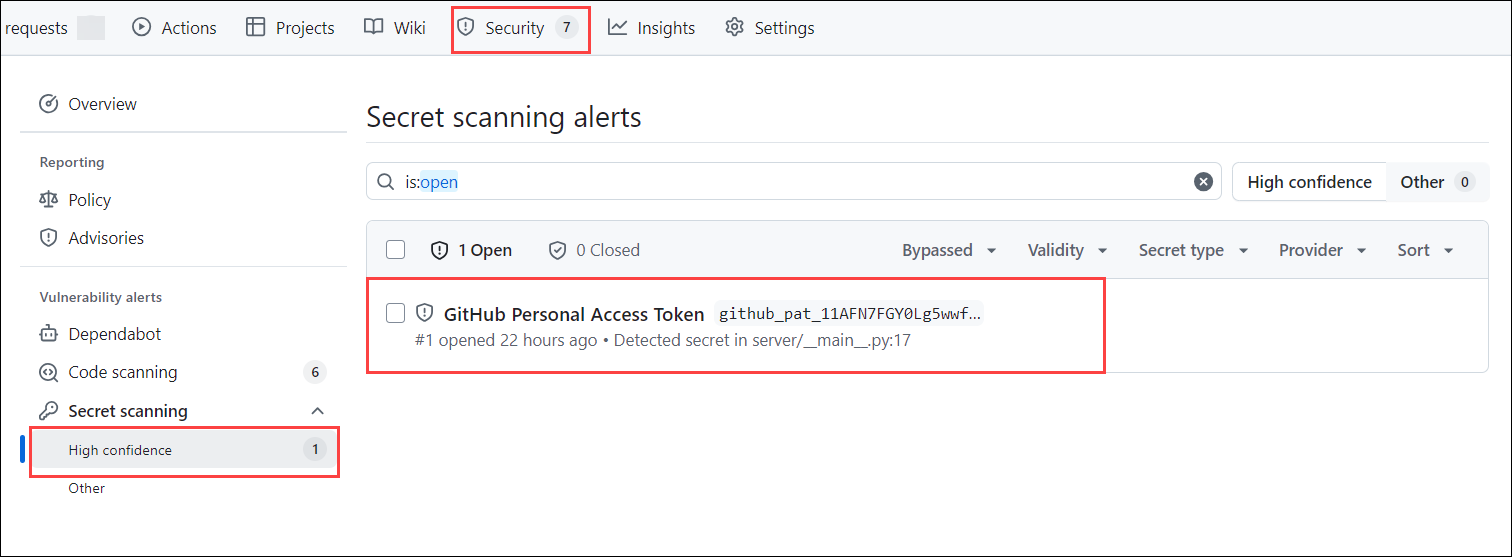 requests Actions Projects Wiki Security 7 Insights Settings
Overview
Reporting
Policy
Advisories
Vulnerability alerts
Dependabot
Code scanning 6
Secret scanning
High confidence 1
Other
Secret scanning alerts
is:open
High confidence Other 0
1 Open 0 Closed Bypassed Validity Secret type Provider Sort
GitHub Personal Access Token github_pat_11AFN7FGY0Lg5wwf…
#1 opened 22 hours ago • Detected secret in server/__main__.py:17